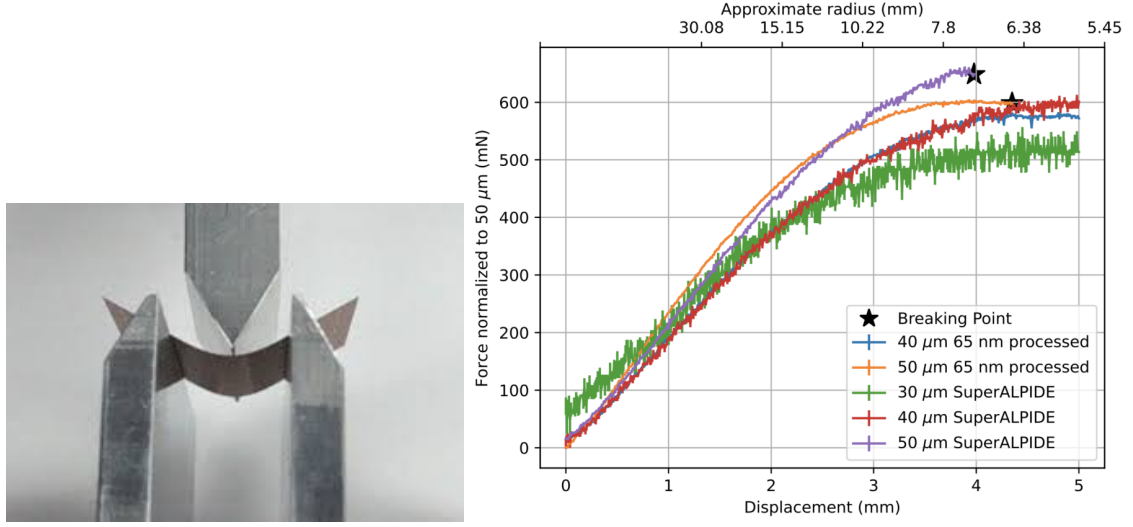 Approximate radius (mm)
30.08 15.15 10.22 7.8 6.38 5.45
Force normalized to 50 μm (mN)
600
500
400
300
200
100
0
Breaking Point
40 μm 65 nm processed
50 μm 65 nm processed
30 μm SuperALPIDE
40 μm SuperALPIDE
50 μm SuperALPIDE
0 1 2 3 4 5
Displacement (mm)